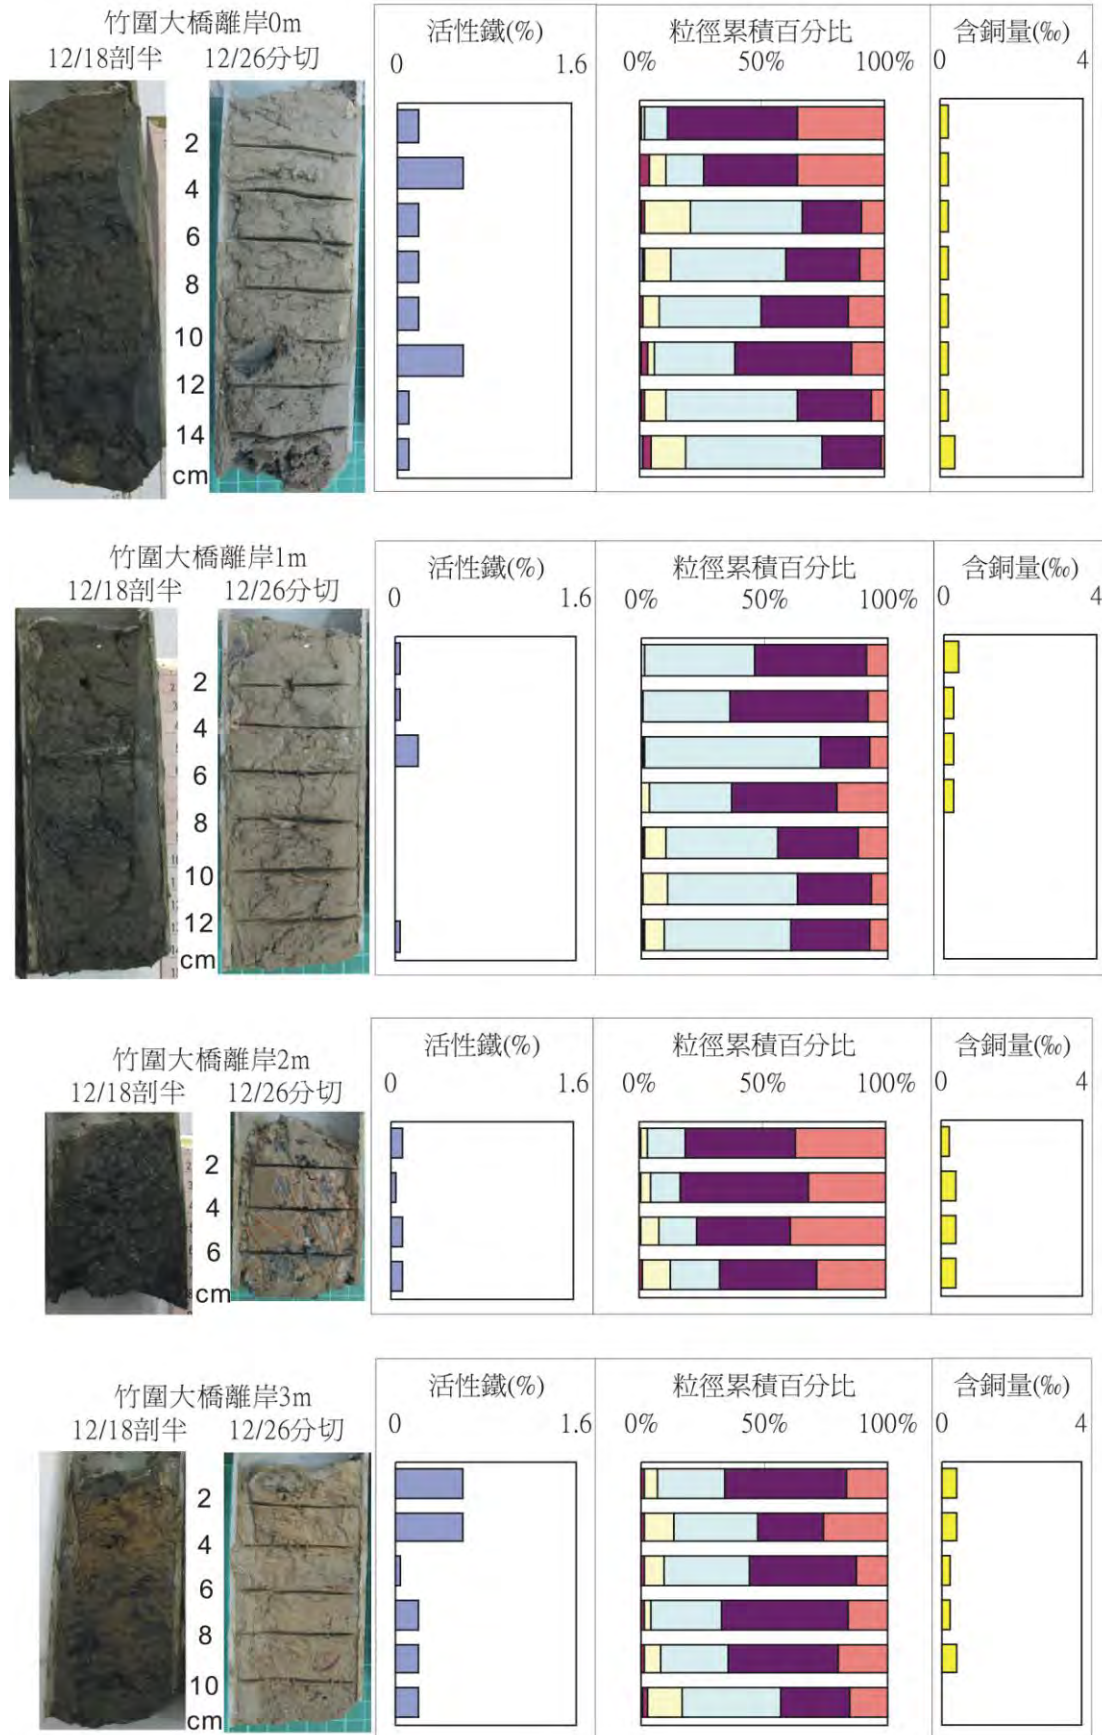 竹圍大橋離岸0m
12/18剖半 12/26分切
活性鐵(%)
0 1.6
粒徑累積百分比
0% 50% 100%
含銅量(‰)
0 4
2
4
6
8
10
12
14
cm
竹圍大橋離岸1m
12/18剖半 12/26分切
活性鐵(%)
0 1.6
粒徑累積百分比
0% 50% 100%
含銅量(‰)
0 4
2
4
6
8
10
12
cm
竹圍大橋離岸2m
12/18剖半 12/26分切
活性鐵(%)
0 1.6
粒徑累積百分比
0% 50% 100%
含銅量(‰)
0 4
2
4
6
cm
竹圍大橋離岸3m
12/18剖半 12/26分切
活性鐵(%)
0 1.6
粒徑累積百分比
0% 50% 100%
含銅量(‰)
0 4
2
4
6
8
10
cm